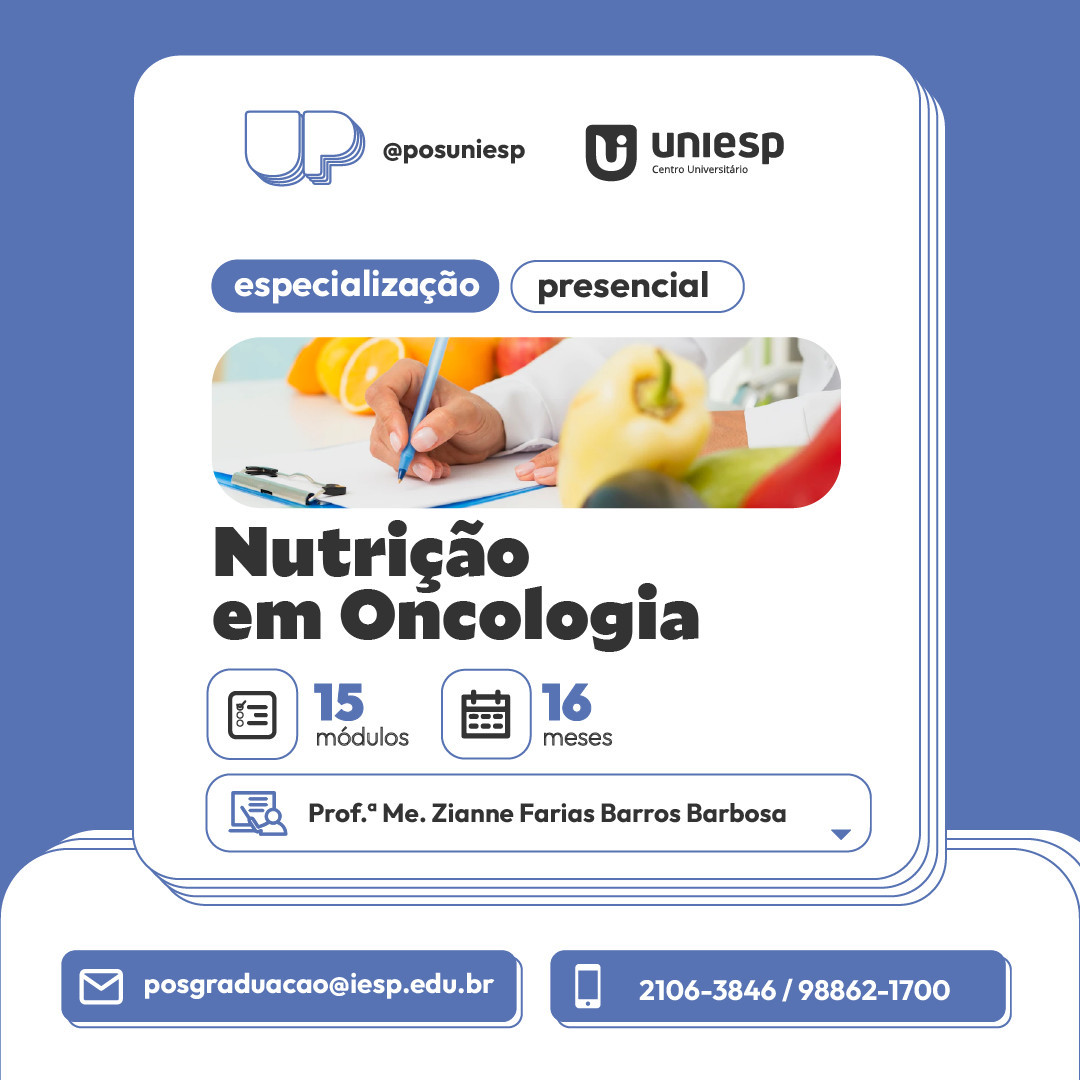 UP @posuniesp
uniesp
Centro Universitário
especialização presencial
Nutrição
em Oncologia
15
módulos
16
meses
Prof.ª Me. Zianne Farias Barros Barbosa
posgraduacao@iesp.edu.br
2106-3846 / 98862-1700